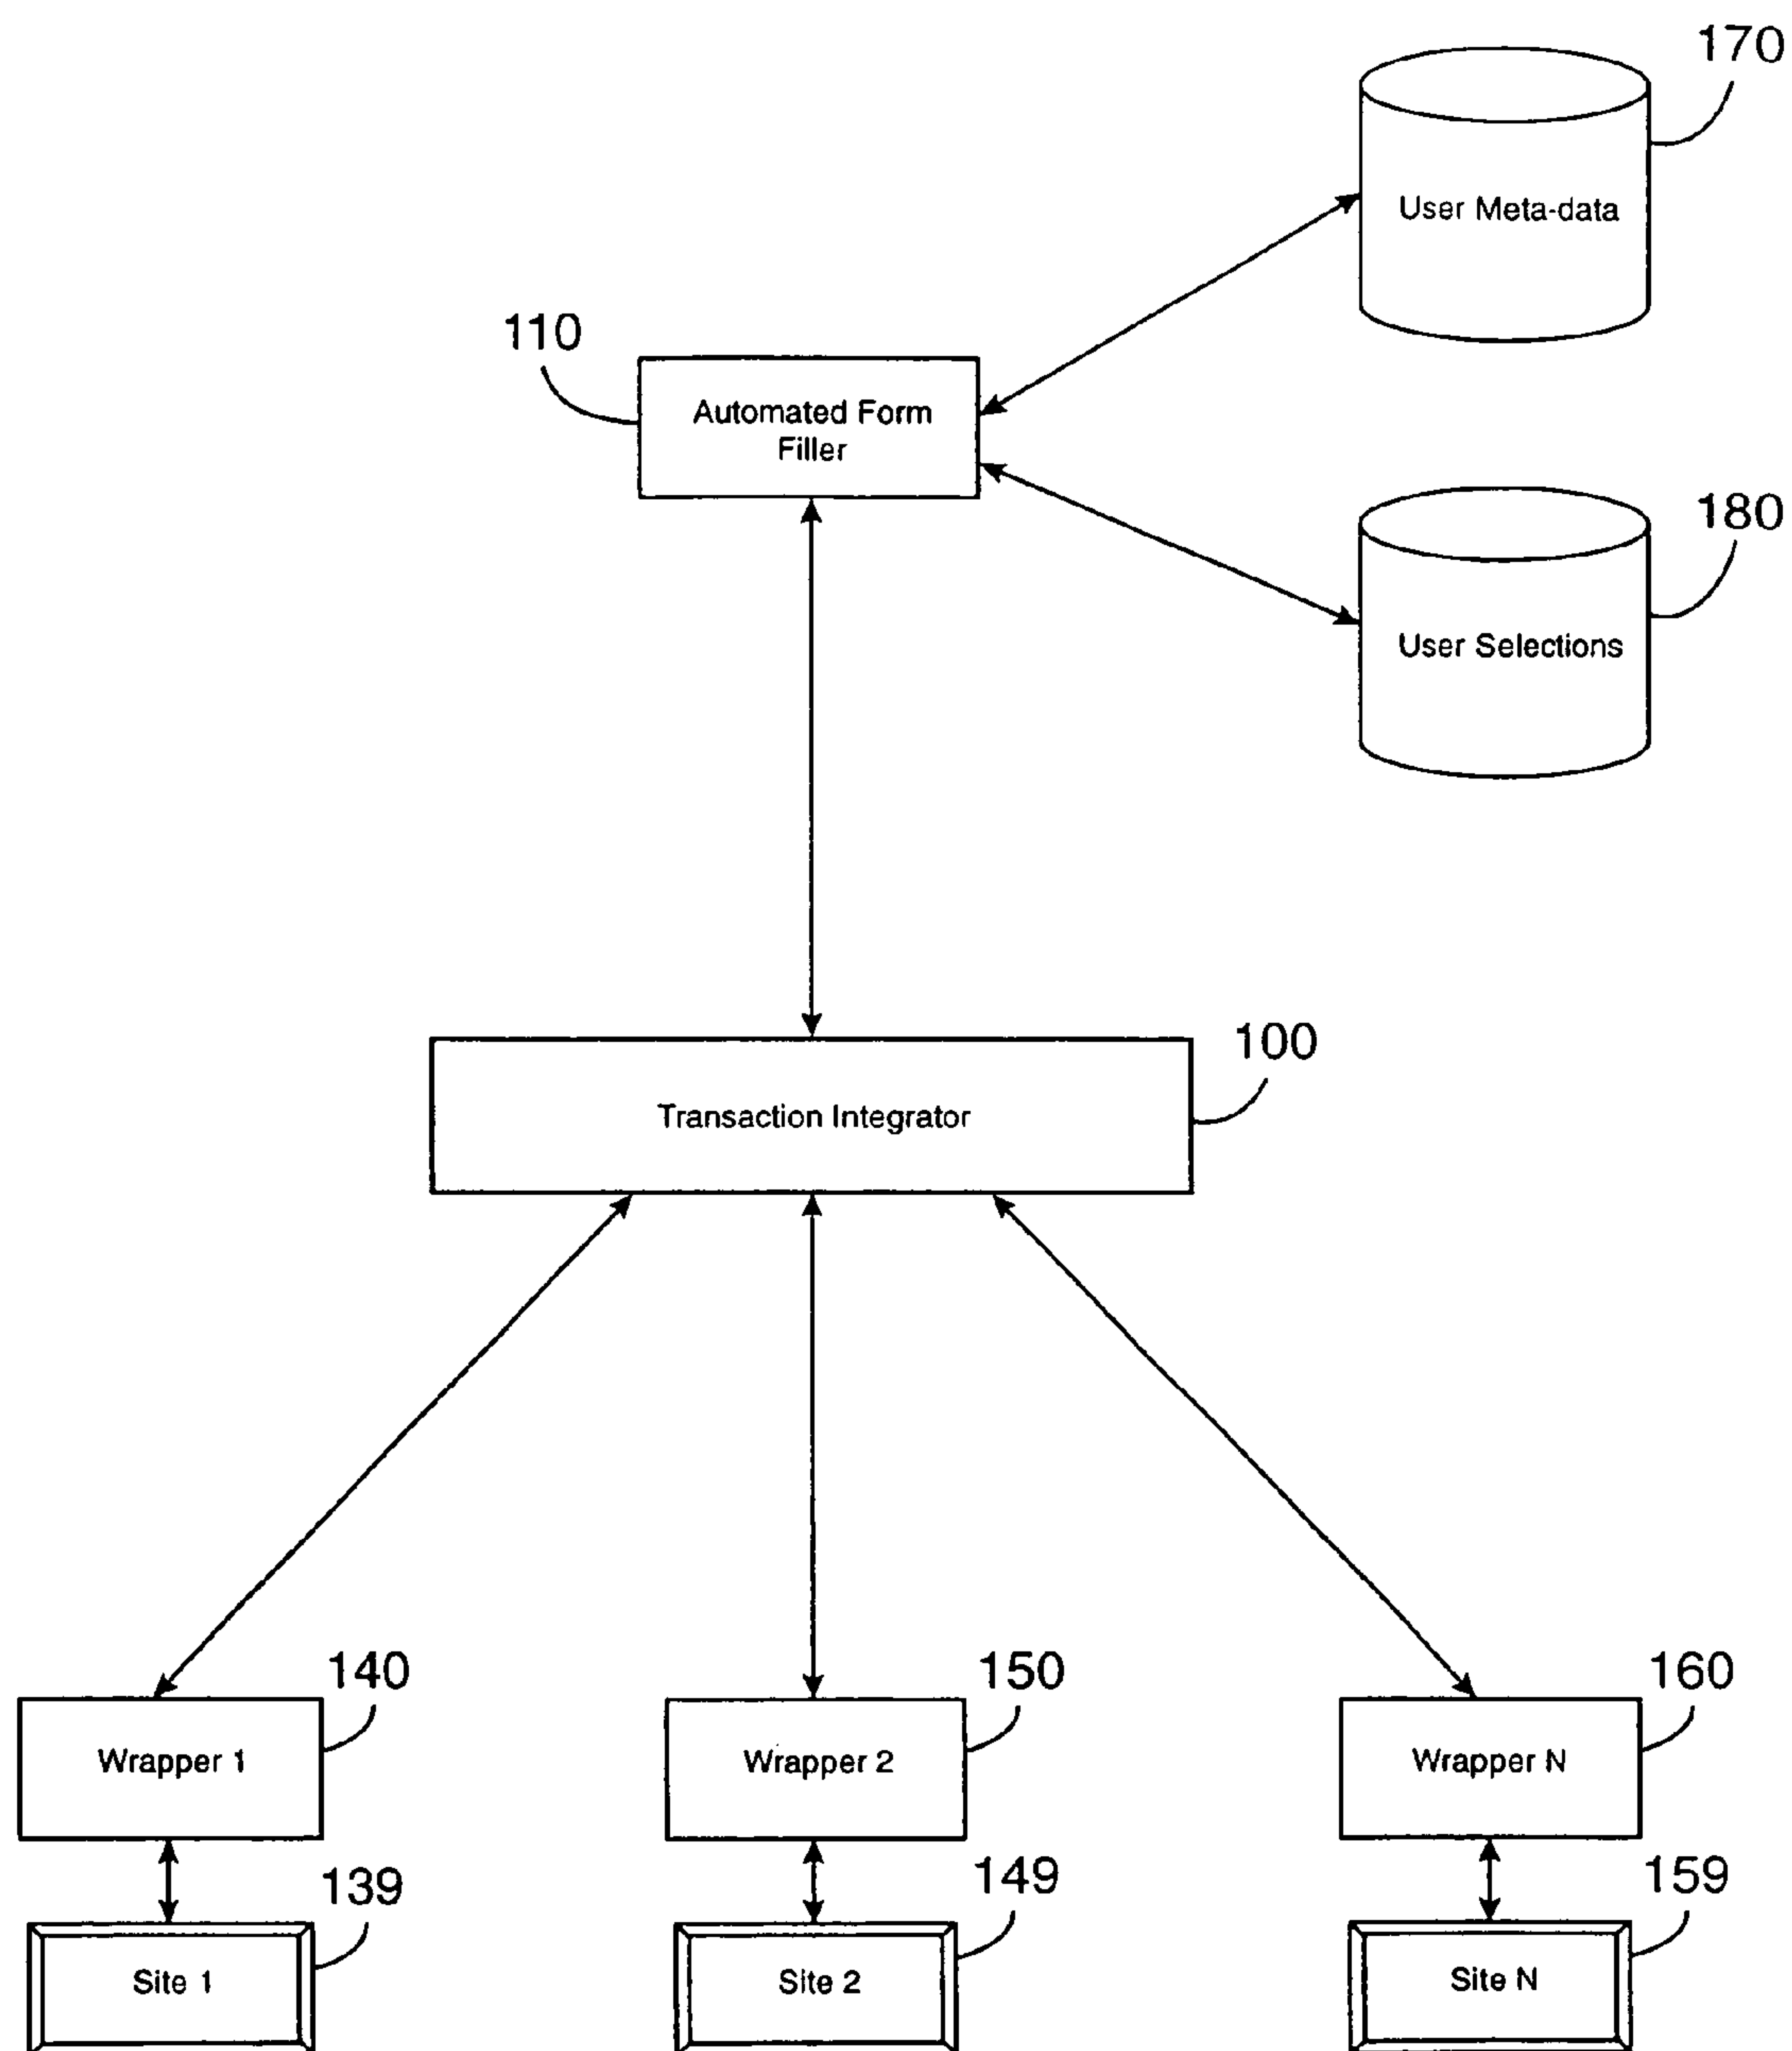 170
User Meta-data
110
Automated Form
Filler
180
User Selections
100
Transaction Integrator
140
150
160
Wrapper 1
Wrapper 2
Wrapper N
139
149
159
Site 1
Site 2
Site N